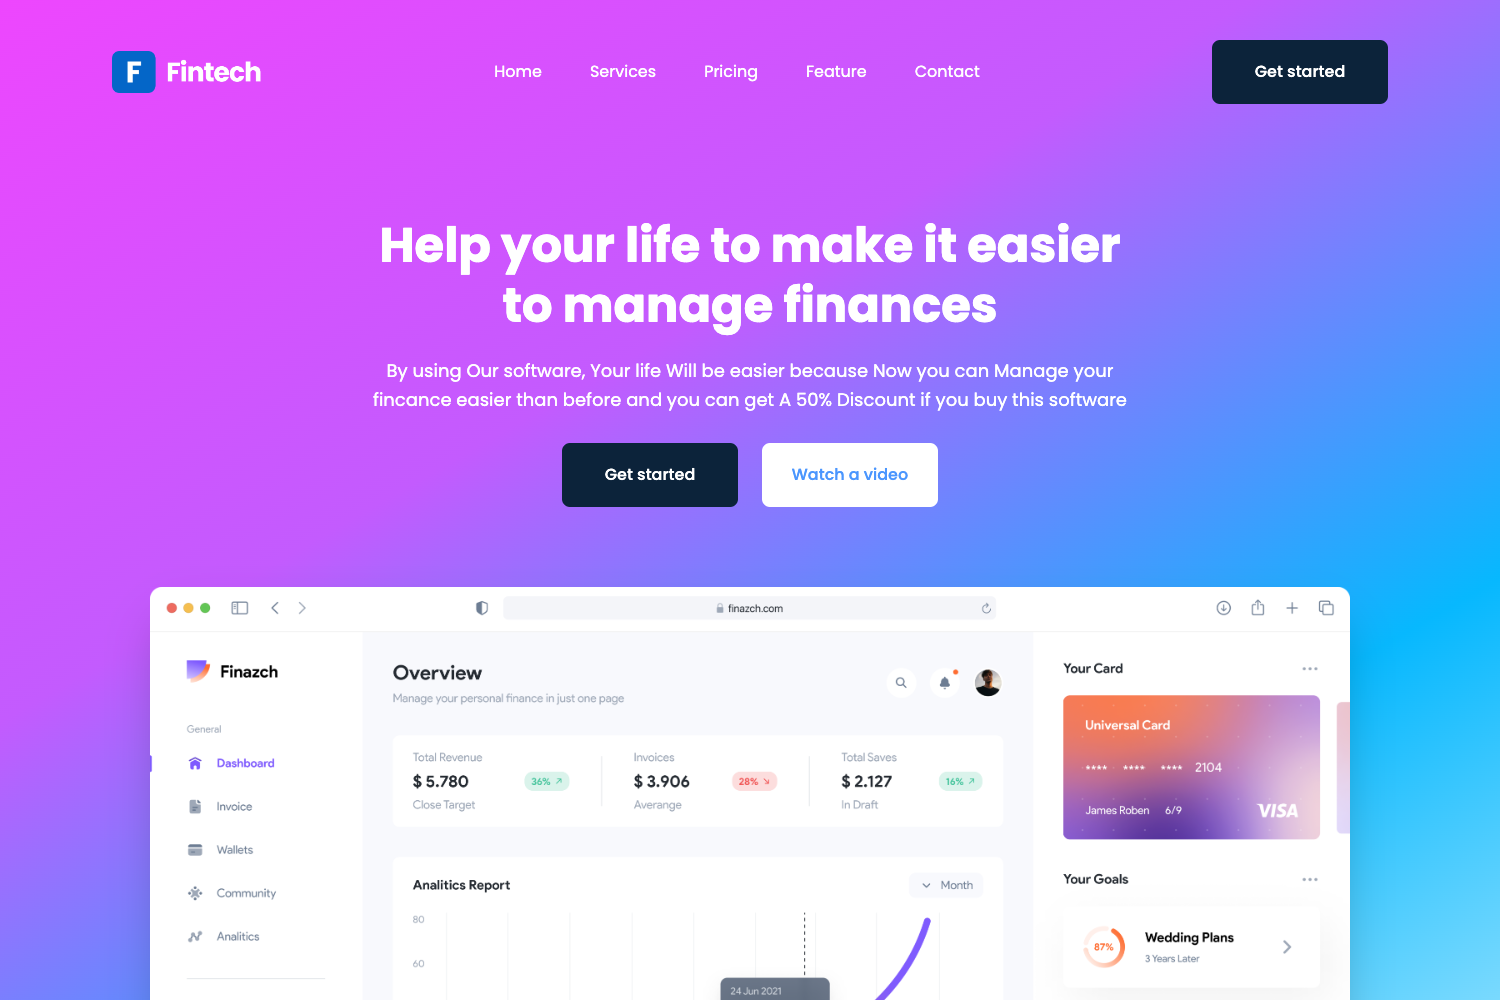 F Fintech
Home Services Pricing Feature Contact
Get started
Help your life to make it easier
to manage finances
By using Our software, Your life Will be easier because Now you can Manage your
fincance easier than before and you can get A 50% Discount if you buy this software
Get started
Watch a video
finazch.com
Finazch
General
Dashboard
Invoice
Wallets
Community
Analitics
Overview
Manage your personal finance in just one page
Total Revenue
$ 5.780 36%
Close Target
Invoices
$ 3.906 28%
Averange
Total Saves
$ 2.127 16%
In Draft
Analitics Report
Month
80
60
24 Jun 2021
Your Card
Universal Card
**** **** **** 2104
James Roben 6/9
VISA
Your Goals
87%
Wedding Plans
3 Years Later